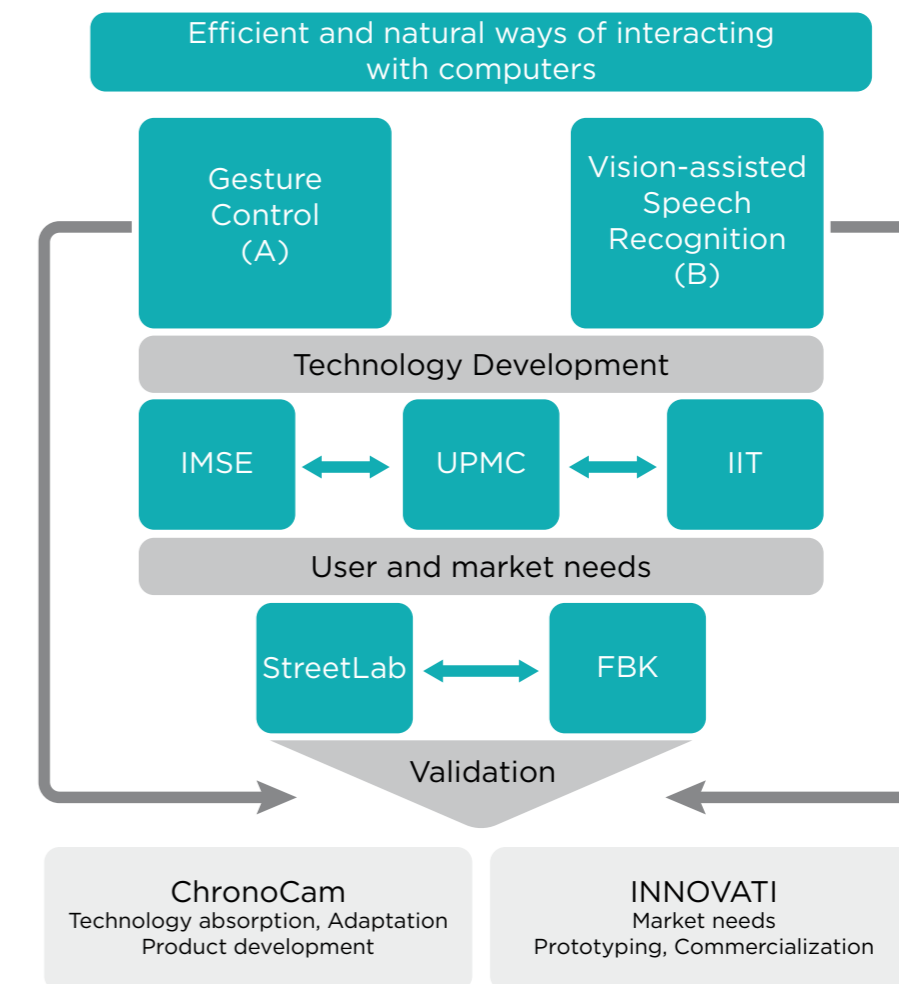 Efficient and natural ways of interacting
with computers
Gesture
Control
(A)
Vision-assisted
Speech
Recognition
(B)
Technology Development
IMSE
UPMC
IIT
User and market needs
StreetLab
FBK
Validation
ChronoCam
Technology absorption, Adaptation
Product development
INNOVATI
Market needs
Prototyping, Commercialization